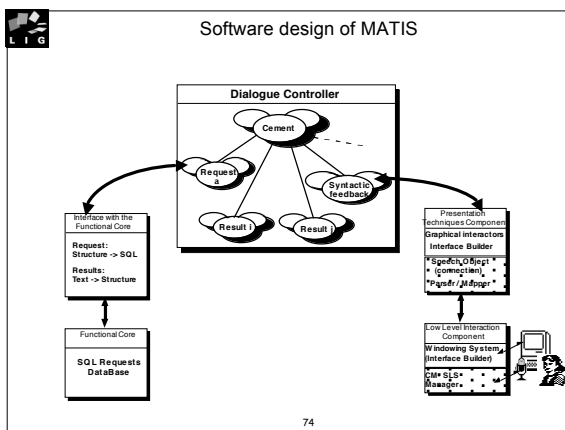 L I G
Software design of MATIS
Dialogue Controller
Cement
Request
a
Syntactic
feedback
Result i
Result j
Interface with the
Functional Core
Request:
Structure -> SQL
Results:
Text -> Structure
Functional Core
SQL Requests
DataBase
Presentation
Techniques Component
Graphical interactors
Interface Builder
Speech Object
(connection)
Parser / Mapper
Low Level Interaction
Component
Windowing System
(Interface Builder)
CM* SLS
Manager
74